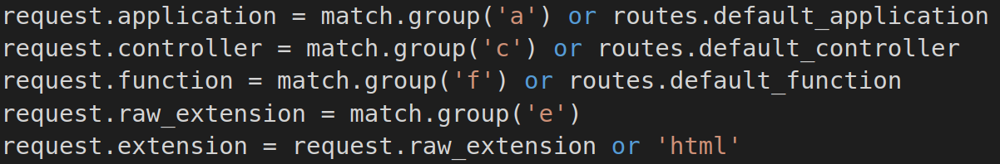 request.application = match.group('a') or routes.default_application
request.controller = match.group('c') or routes.default_controller
request.function = match.group('f') or routes.default_function
request.raw_extension = match.group('e')
request.extension = request.raw_extension or 'html'